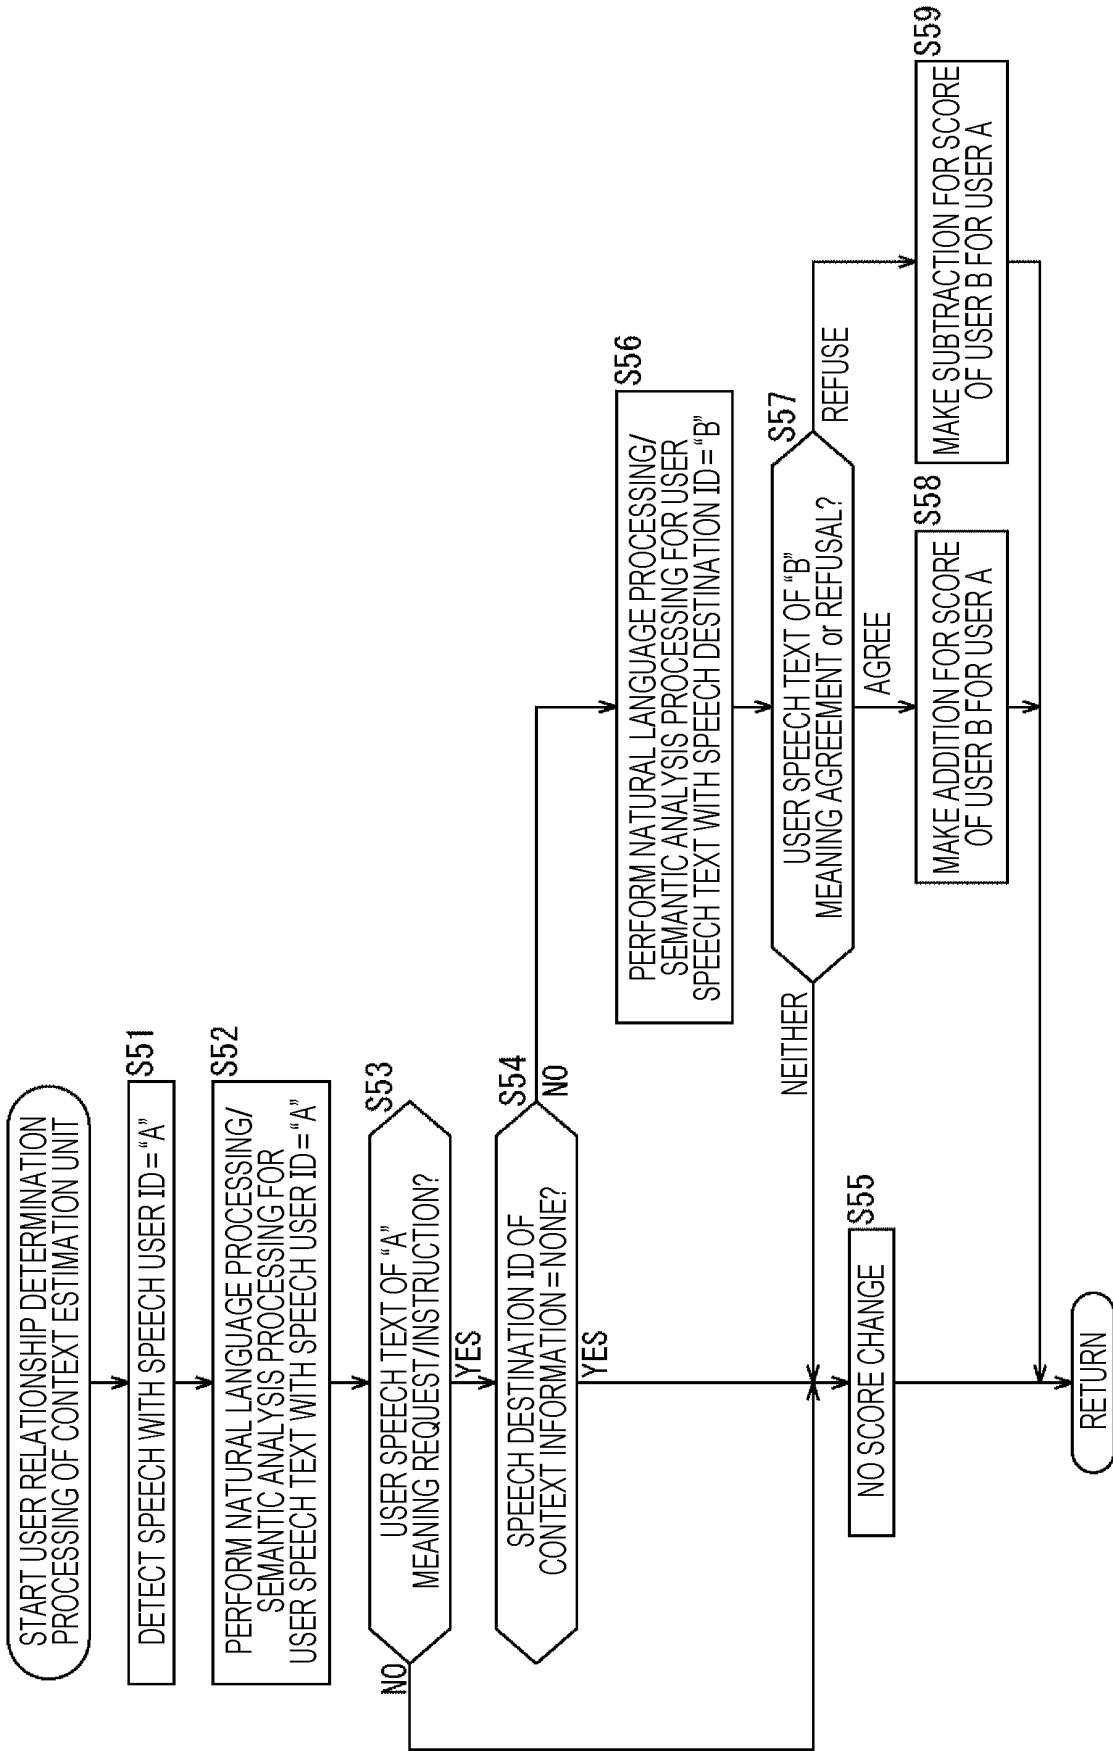 START USER RELATIONSHIP DETERMINATION
PROCESSING OF CONTEXT ESTIMATION UNIT
S51
DETECT SPEECH WITH SPEECH USER ID = “A”
S52
PERFORM NATURAL LANGUAGE PROCESSING/
SEMANTIC ANALYSIS PROCESSING FOR
USER SPEECH TEXT WITH SPEECH USER ID = “A”
S53
USER SPEECH TEXT OF “A”
MEANING REQUEST/INSTRUCTION?
NO
YES
S54
SPEECH DESTINATION ID OF
CONTEXT INFORMATION = NONE?
NO
YES
S56
PERFORM NATURAL LANGUAGE PROCESSING/
SEMANTIC ANALYSIS PROCESSING FOR USER
SPEECH TEXT WITH SPEECH DESTINATION ID = “B”
S57
USER SPEECH TEXT OF “B”
MEANING AGREEMENT or REFUSAL?
NEITHER
AGREE
REFUSE
S55
NO SCORE CHANGE
S58
MAKE ADDITION FOR SCORE
OF USER B FOR USER A
S59
MAKE SUBTRACTION FOR SCORE
OF USER B FOR USER A
RETURN